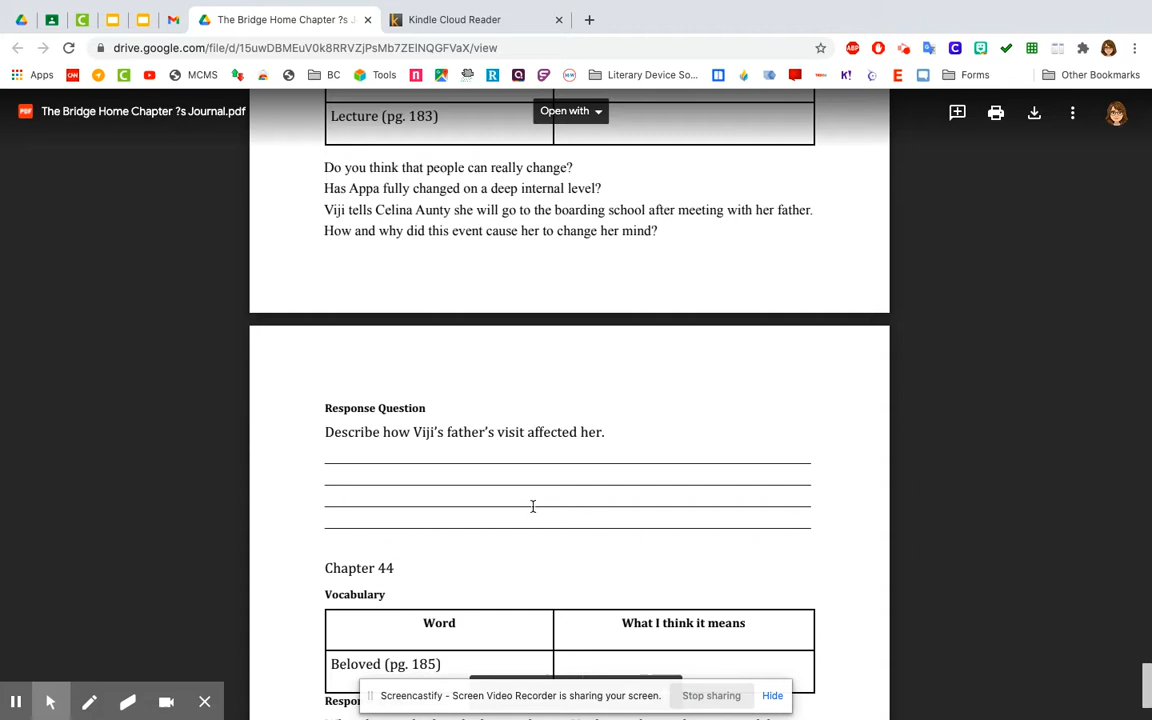 The Bridge Home Chapter ?s J
Kindle Cloud Reader
drive.google.com/file/d/15uwDBMEuV0k8RRVZjPsMb7ZElNQGFVaX/view
Apps
MCMS
BC
Tools
Literary Device So...
Forms
Other Bookmarks
The Bridge Home Chapter ?s Journal.pdf
Open with
Lecture (pg. 183)
Do you think that people can really change?
Has Appa fully changed on a deep internal level?
Viji tells Celina Aunty she will go to the boarding school after meeting with her father.
How and why did this event cause her to change her mind?
Response Question
Describe how Viji's father's visit affected her.
Chapter 44
Vocabulary
Word
What I think it means
Beloved (pg. 185)
Screencastify - Screen Video Recorder is sharing your screen.
Stop sharing
Hide
Respon